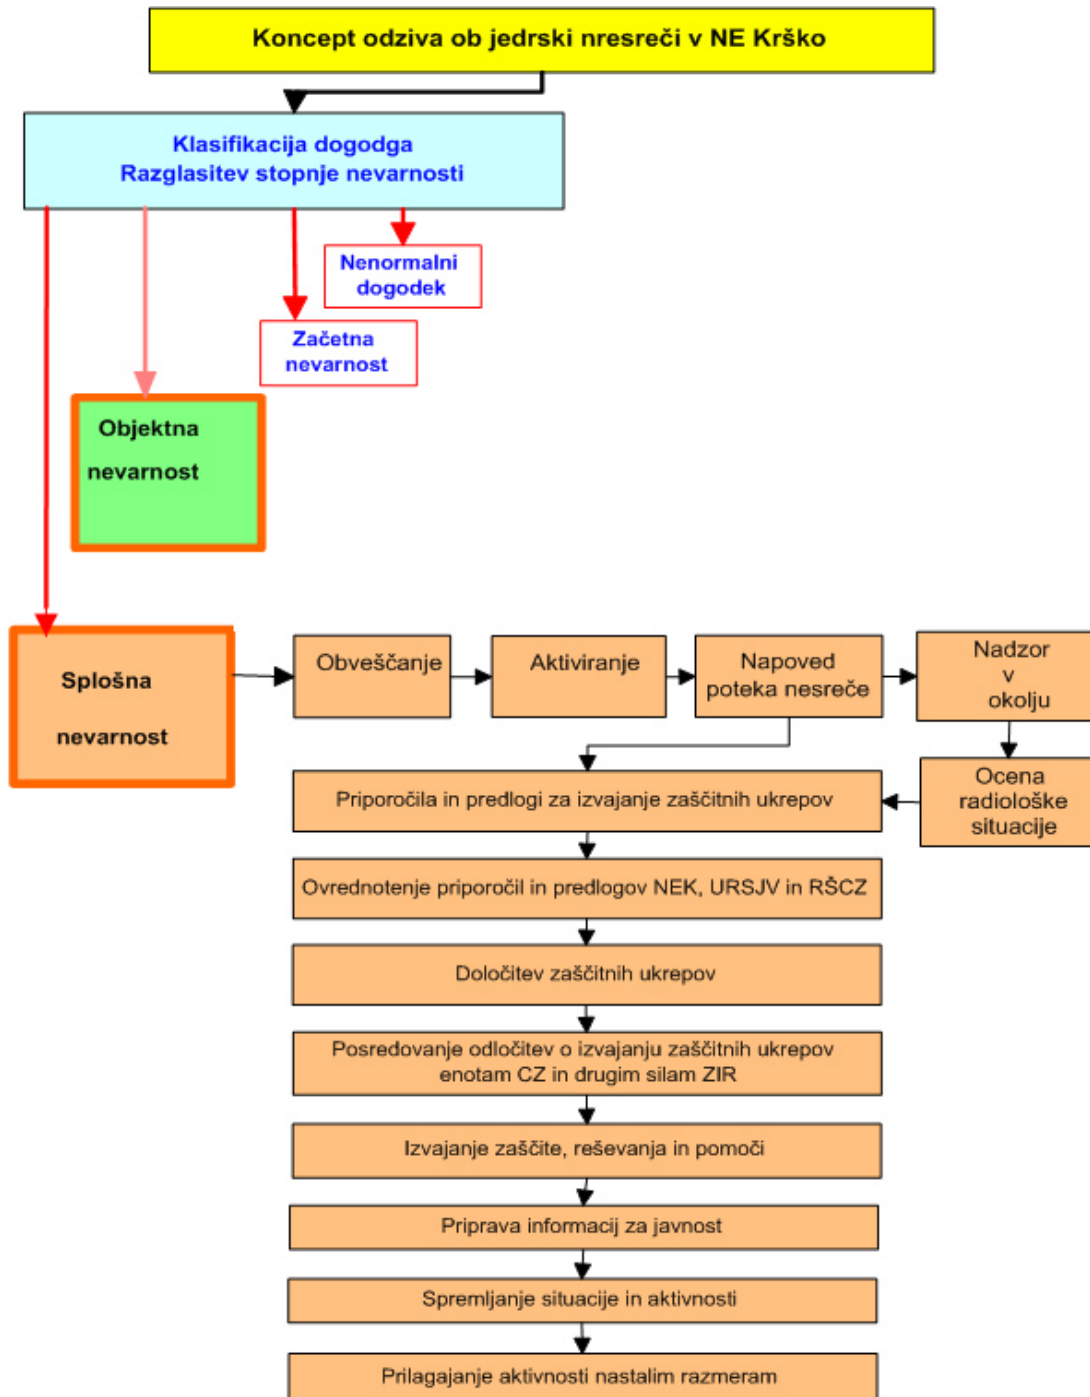 Koncept odziva ob jedrski nresreči v NE Krško
Klasifikacija dogodga
Razglasitev stopnje nevarnosti
Nenormalni
dogodek
Začetna
nevarnost
Objektna
nevarnost
Splošna
nevarnost
Obveščanje
Aktiviranje
Napoved
poteka nesreče
Nadzor
v
okolju
Ocena
radiološke
situacije
Priporočila in predlogi za izvajanje zaščitnih ukrepov
Ovrednotenje priporočil in predlogov NEK, URSJV in RŠCZ
Določitev zaščitnih ukrepov
Posredovanje odločitev o izvajanju zaščitnih ukrepov
enotam CZ in drugim silam ZIR
Izvajanje zaščite, reševanja in pomoči
Priprava informacij za javnost
Spremljanje situacije in aktivnosti
Prilagajanje aktivnosti nastalim razmeram